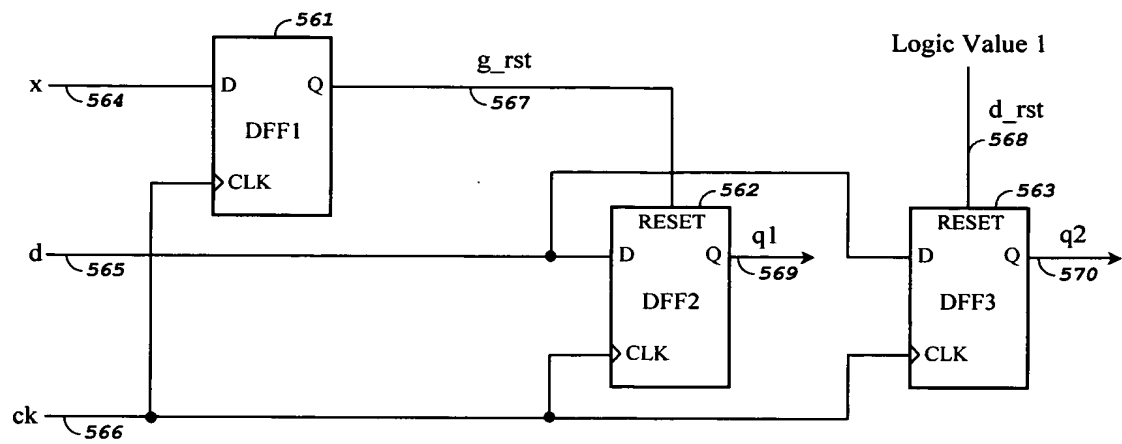 561
Logic Value 1
x
564
D
Q
g_rst
567
d_rst
568
DFF1
CLK
562
563
RESET
RESET
d
565
D
Q
q1
569
D
Q
q2
570
DFF2
DFF3
CLK
CLK
ck
566